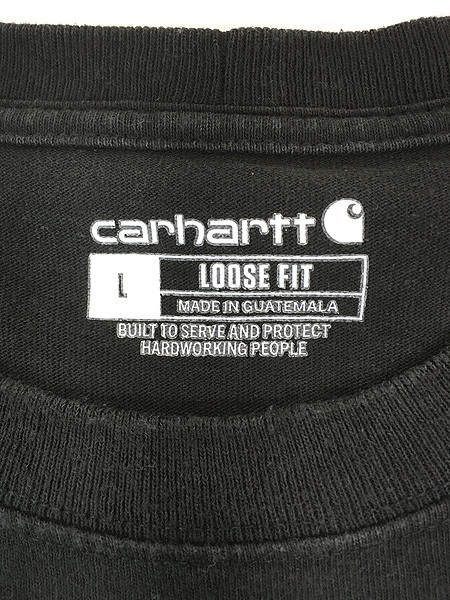 carhartt
L LOOSE FIT
MADE IN GUATEMALA
BUILT TO SERVE AND PROTECT
HARDWORKING PEOPLE